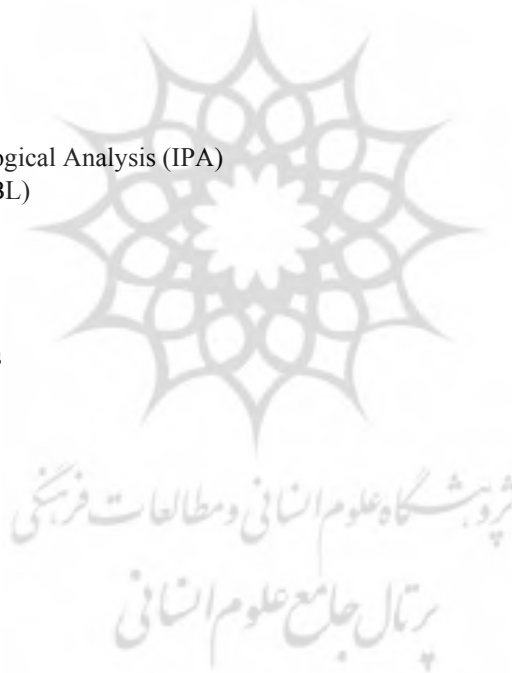 ogical Analysis (IPA)
BL)
s
پژوهشگاه علوم انسانی و مطالعات فرهنگی
پرتال جامع علوم انسانی